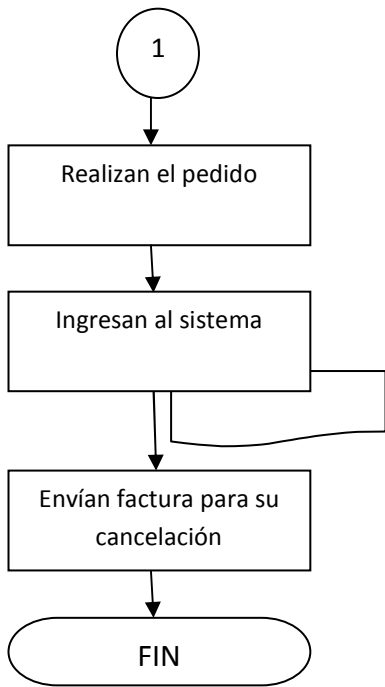 1
Realizan el pedido
Ingresan al sistema
Envían factura para su
cancelación
FIN